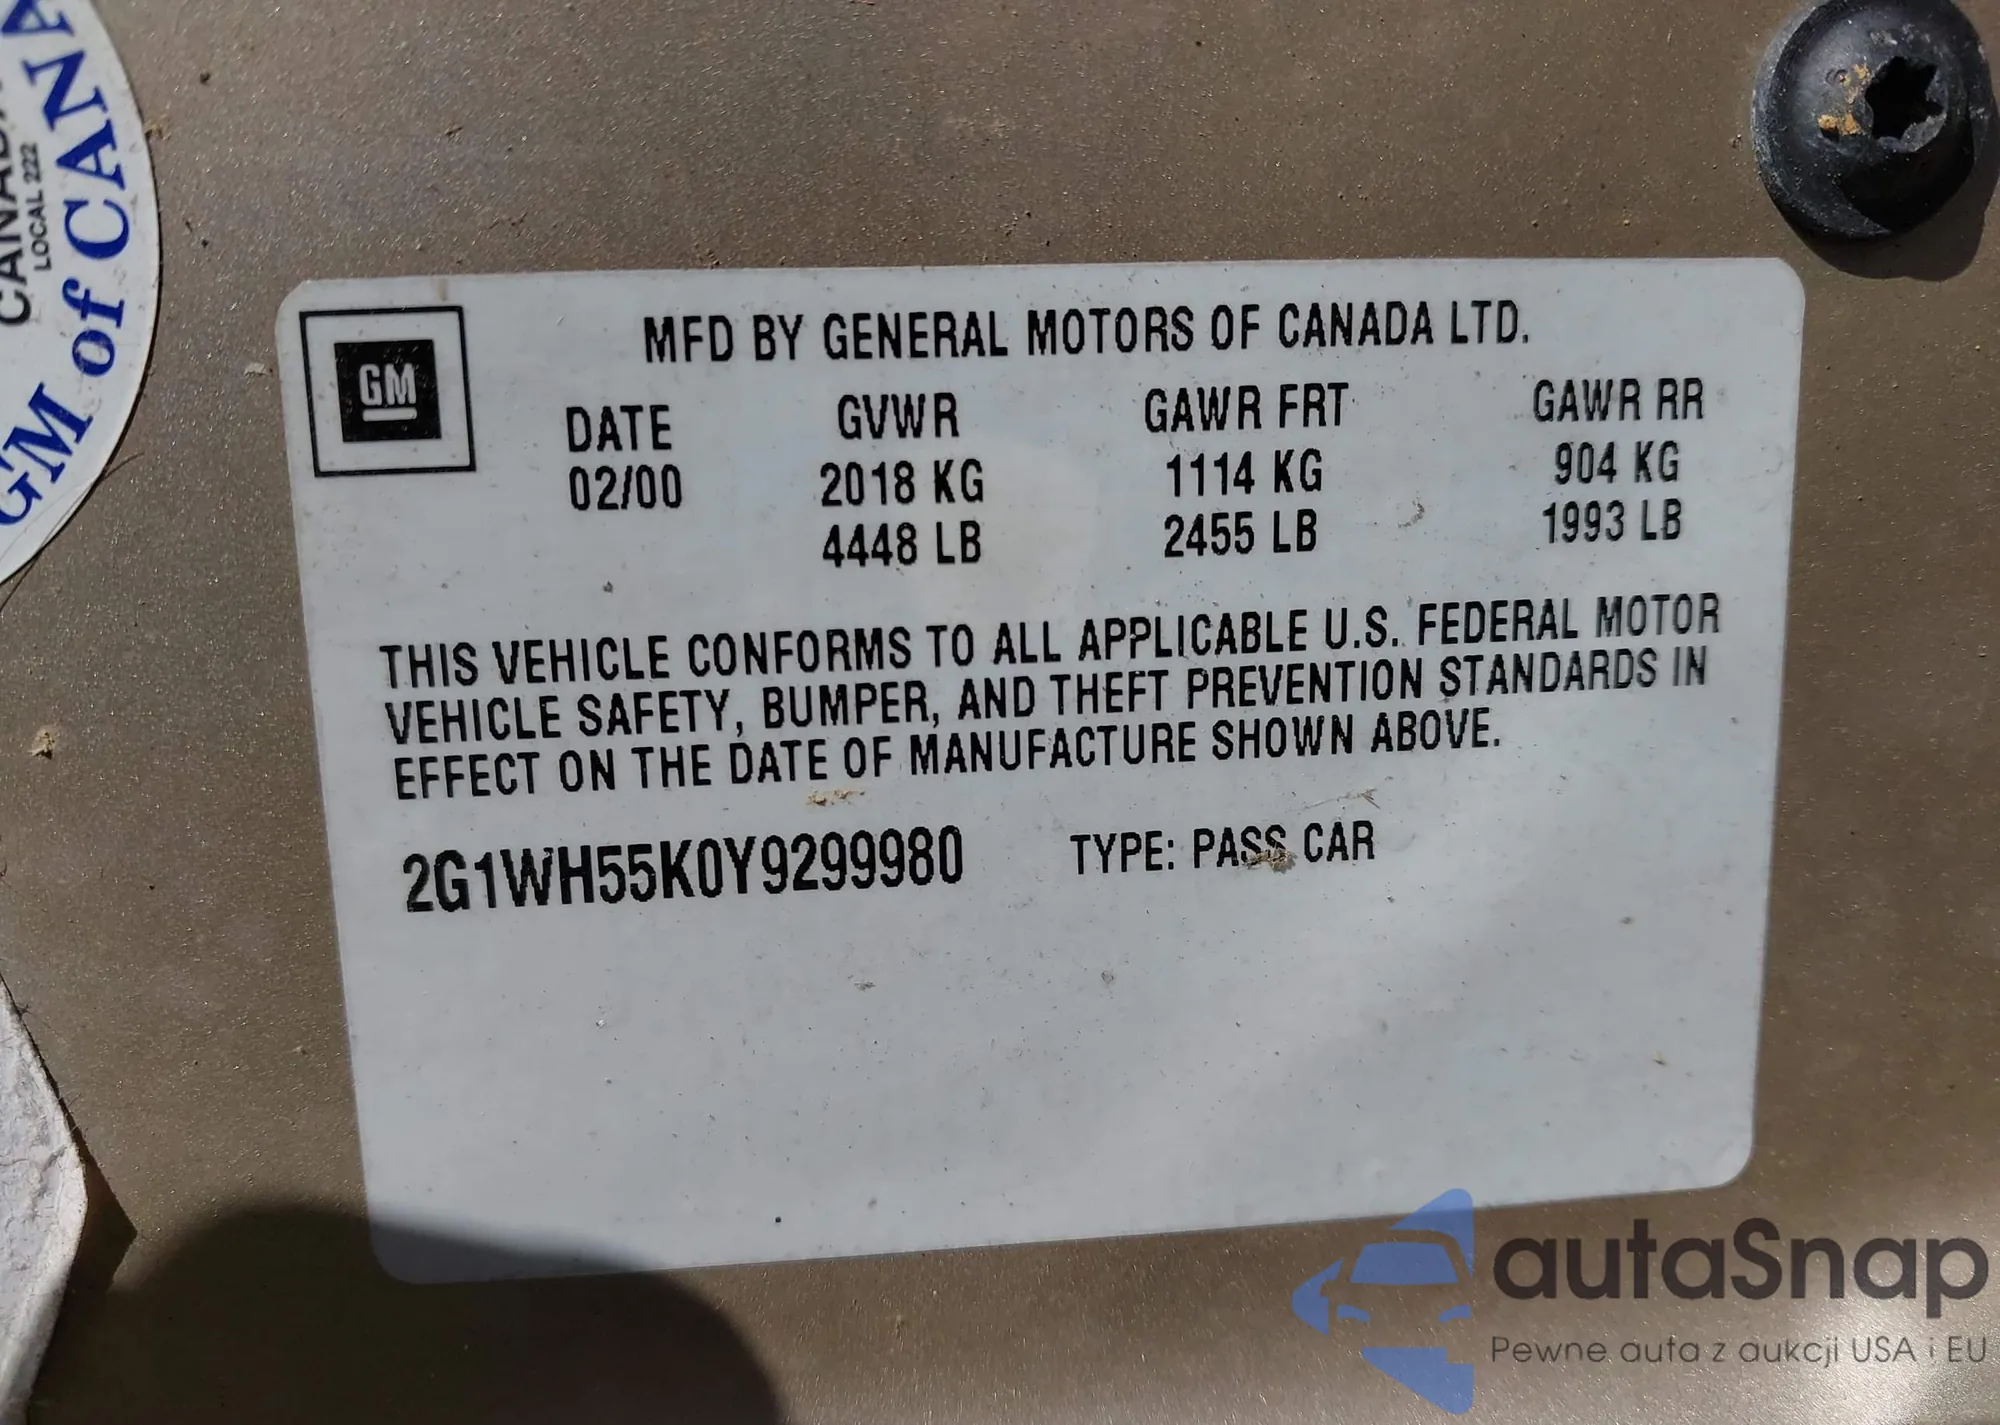 CANADA
LOCAL 222
GM of CANA
GM
MFD BY GENERAL MOTORS OF CANADA LTD.
DATE GVWR GAWR FRT GAWR RR
02/00 2018 KG 1114 KG 904 KG
4448 LB 2455 LB 1993 LB
THIS VEHICLE CONFORMS TO ALL APPLICABLE U.S. FEDERAL MOTOR
VEHICLE SAFETY, BUMPER, AND THEFT PREVENTION STANDARDS IN
EFFECT ON THE DATE OF MANUFACTURE SHOWN ABOVE.
2G1WH55K0Y9299980 TYPE: PASS CAR
autaSnap
Pewne auta z aukcji USA i EU